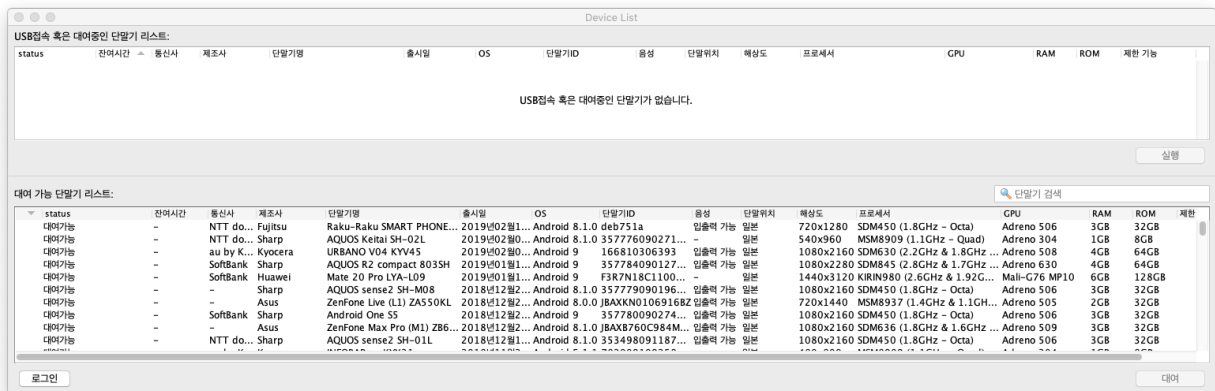 Device List
USB접속 혹은 대여중인 단말기 리스트:
status 잔여시간 통신사 제조사 단말기명 출시일 OS 단말기ID 음성 단말위치 해상도 프로세서 GPU RAM ROM 제한 기능
USB접속 혹은 대여중인 단말기가 없습니다.
실행
대여 가능 단말기 리스트:
단말기 검색
status 잔여시간 통신사 제조사 단말기명 출시일 OS 단말기ID 음성 단말위치 해상도 프로세서 GPU RAM ROM 제한
대여가능 - NTT do... Fujitsu Raku-Raku SMART PHONE... 2019년02월1... Android 8.1.0 deb751a 입출력 가능 일본 720x1280 SDM450 (1.8GHz - Octa) Adreno 506 3GB 32GB
대여가능 - NTT do... Sharp AQUOS Keitai SH-02L 2019년02월0... Android 8.1.0 357776090271... - 일본 540x960 MSM8909 (1.1GHz - Quad) Adreno 304 1GB 8GB
대여가능 - au by K... Kyocera URBANO V04 KYV45 2019년02월0... Android 9 166810306393 입출력 가능 일본 1080x2160 SDM630 (2.2GHz & 1.8GHz ... Adreno 508 4GB 64GB
대여가능 - SoftBank Sharp AQUOS R2 compact 803SH 2019년01월1... Android 9 357784090127... 입출력 가능 일본 1080x2280 SDM845 (2.8GHz & 1.7GHz ... Adreno 630 4GB 64GB
대여가능 - SoftBank Huawei Mate 20 Pro LYA-L09 2019년01월1... Android 9 F3R7N18C1100... - 일본 1440x3120 KIRIN980 (2.6GHz & 1.92G... Mali-G76 MP10 6GB 128GB
대여가능 - - Sharp AQUOS sense2 SH-M08 2018년12월2... Android 8.1.0 357779090196... 입출력 가능 일본 1080x2160 SDM450 (1.8GHz - Octa) Adreno 506 3GB 32GB
대여가능 - - Asus ZenFone Live (L1) ZA550KL 2018년12월2... Android 8.0.0 JBAXKN0106916BZ 입출력 가능 일본 720x1440 MSM8937 (1.4GHz & 1.1GH... Adreno 505 2GB 32GB
대여가능 - SoftBank Sharp Android One S5 2018년12월2... Android 9 357780090274... 입출력 가능 일본 1080x2160 SDM450 (1.8GHz - Octa) Adreno 506 3GB 32GB
대여가능 - - Asus ZenFone Max Pro (M1) ZB6... 2018년12월2... Android 8.1.0 JBAXB760C984M... 입출력 가능 일본 1080x2160 SDM636 (1.8GHz & 1.6GHz ... Adreno 509 3GB 32GB
대여가능 - NTT do... Sharp AQUOS sense2 SH-01L 2018년12월1... Android 8.1.0 353498091187... 입출력 가능 일본 1080x2160 SDM450 (1.8GHz - Octa) Adreno 506 3GB 32GB
로그인
대여